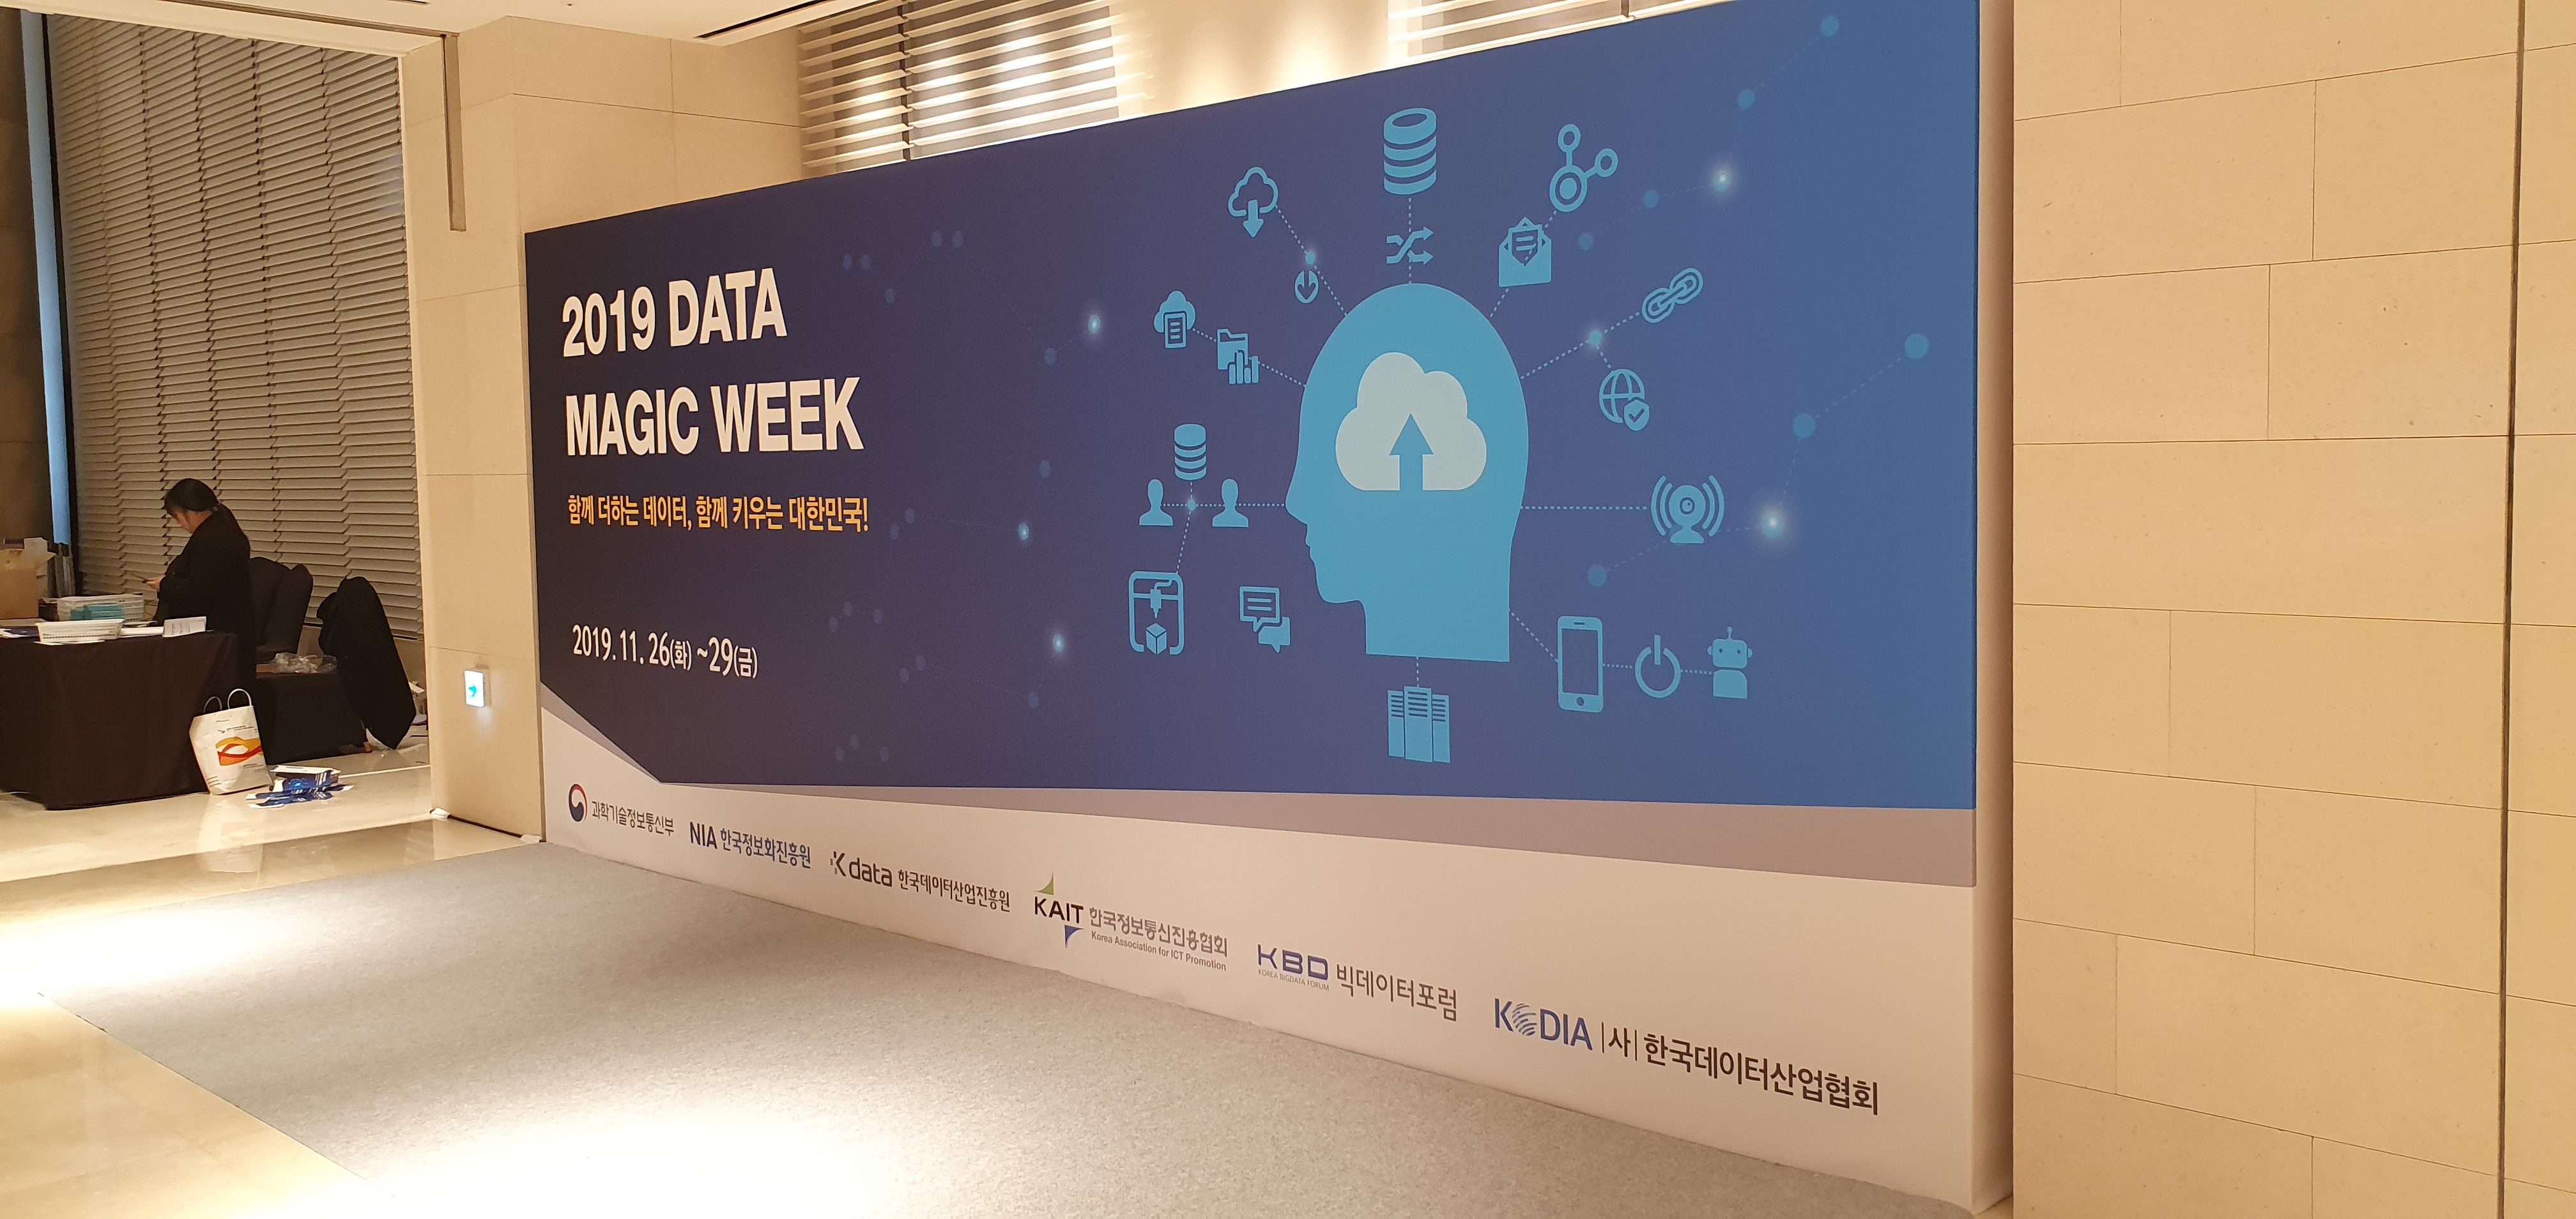 2019 DATA
MAGIC WEEK
함께 더하는 데이터, 함께 키우는 대한민국!
2019. 11. 26(화) ~29(금)
과학기술정보통신부
NIA 한국정보화진흥원
K data 한국데이터산업진흥원
KAIT 한국정보통신진흥협회
Korea Association for ICT Promotion
KBD 빅데이터포럼
KOREA BIGDATA FORUM
KODIA |사| 한국데이터산업협회